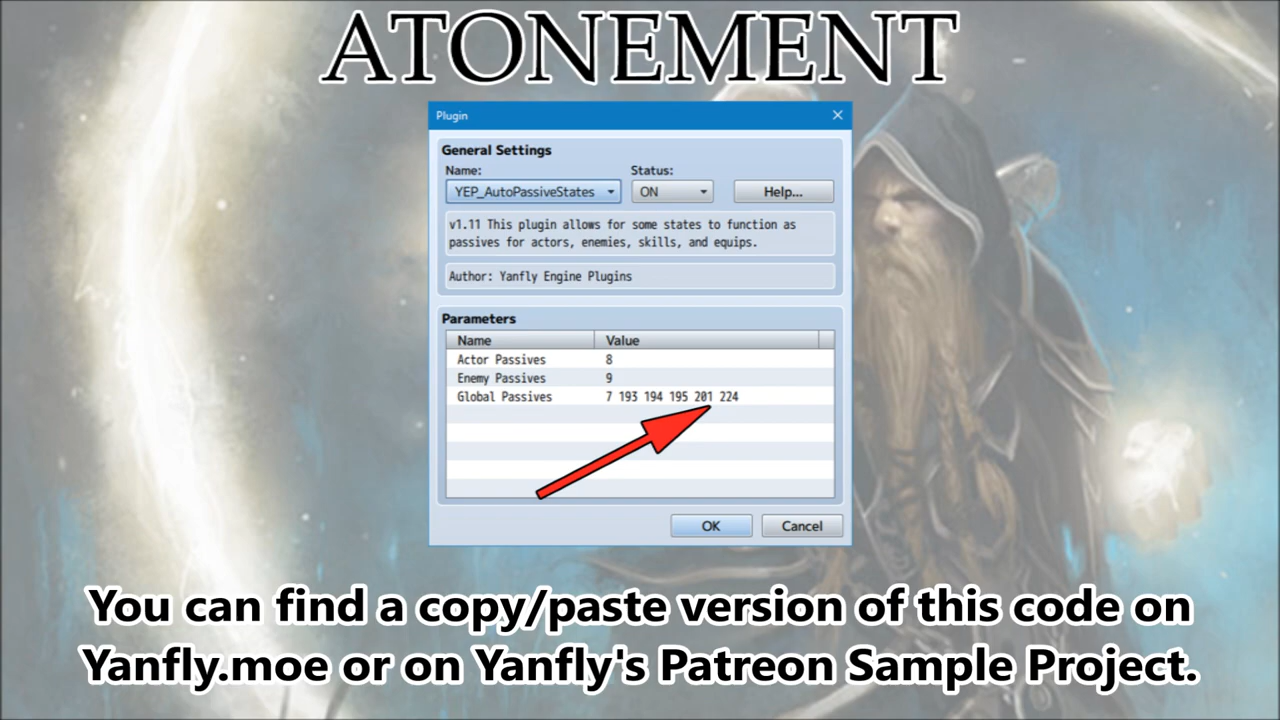 ATONEMENT
Plugin
General Settings
Name: Status:
YEP_AutoPassiveStates ON Help...
v1.11 This plugin allows for some states to function as
passives for actors, enemies, skills, and equips.
Author: Yanfly Engine Plugins
Parameters
Name Value
Actor Passives 8
Enemy Passives 9
Global Passives 7 193 194 195 201 224
OK Cancel
You can find a copy/paste version of this code on
Yanfly.moe or on Yanfly's Patreon Sample Project.